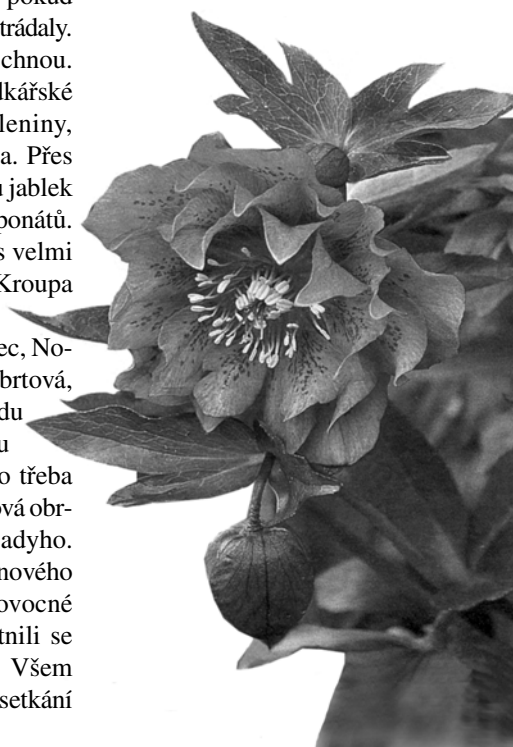 pokud
trádaly.
chnou.
dkářské
leniny,
a. Přes
u jablek
ponátů.
s velmi
Kroupa
ec, No-
brtová,
du
u
o třeba
ová obr-
adyho.
nového
ovocné
tnili se
Všem
setkání